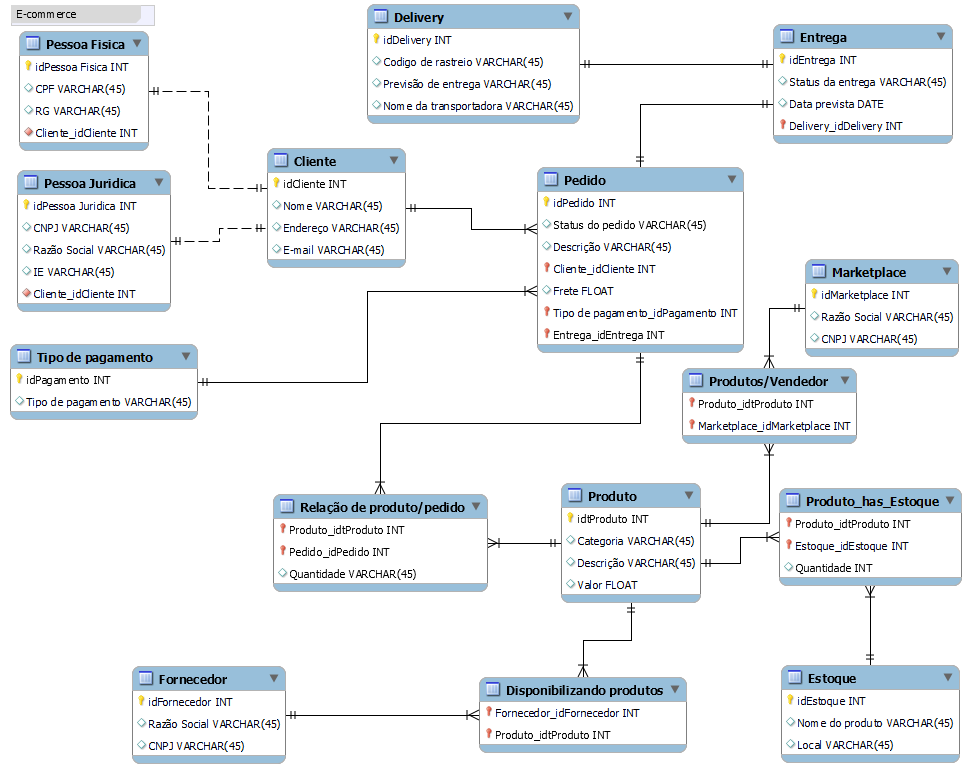 E-commerce
Pessoa Fisica
idPessoa Fisica INT
CPF VARCHAR(45)
RG VARCHAR(45)
Cliente_idCliente INT
Pessoa Juridica
idPessoa Juridica INT
CNPJ VARCHAR(45)
Razão Social VARCHAR(45)
IE VARCHAR(45)
Cliente_idCliente INT
Cliente
idCliente INT
Nome VARCHAR(45)
Endereço VARCHAR(45)
E-mail VARCHAR(45)
Delivery
idDelivery INT
Codigo de rastreio VARCHAR(45)
Previsão de entrega VARCHAR(45)
Nome da transportadora VARCHAR(45)
Entrega
idEntrega INT
Status da entrega VARCHAR(45)
Data prevista DATE
Delivery_idDelivery INT
Pedido
idPedido INT
Status do pedido VARCHAR(45)
Descrição VARCHAR(45)
Cliente_idCliente INT
Frete FLOAT
Tipo de pagamento_idPagamento INT
Entrega_idEntrega INT
Marketplace
idMarketplace INT
Razão Social VARCHAR(45)
CNPJ VARCHAR(45)
Tipo de pagamento
idPagamento INT
Tipo de pagamento VARCHAR(45)
Produtos/Vendedor
Produto_idtProduto INT
Marketplace_idMarketplace INT
Relação de produto/pedido
Produto_idtProduto INT
Pedido_idPedido INT
Quantidade VARCHAR(45)
Produto
idtProduto INT
Categoria VARCHAR(45)
Descrição VARCHAR(45)
Valor FLOAT
Produto_has_Estoque
Produto_idtProduto INT
Estoque_idEstoque INT
Quantidade INT
Fornecedor
idFornecedor INT
Razão Social VARCHAR(45)
CNPJ VARCHAR(45)
Disponibilizando produtos
Fornecedor_idFornecedor INT
Produto_idtProduto INT
Estoque
idEstoque INT
Nome do produto VARCHAR(45)
Local VARCHAR(45)